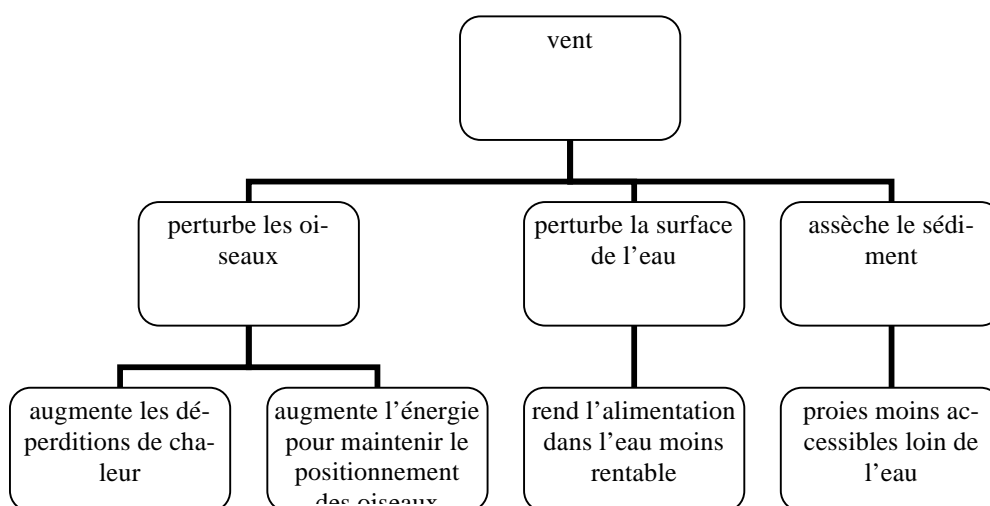 vent
perturbe les oi-
seaux
perturbe la surface
de l’eau
assèche le sédi-
ment
augmente les dé-
perditions de cha-
leur
augmente l’énergie
pour maintenir le
positionnement
des oiseaux
rend l’alimentation
dans l’eau moins
rentable
proies moins ac-
cessibles loin de
l’eau